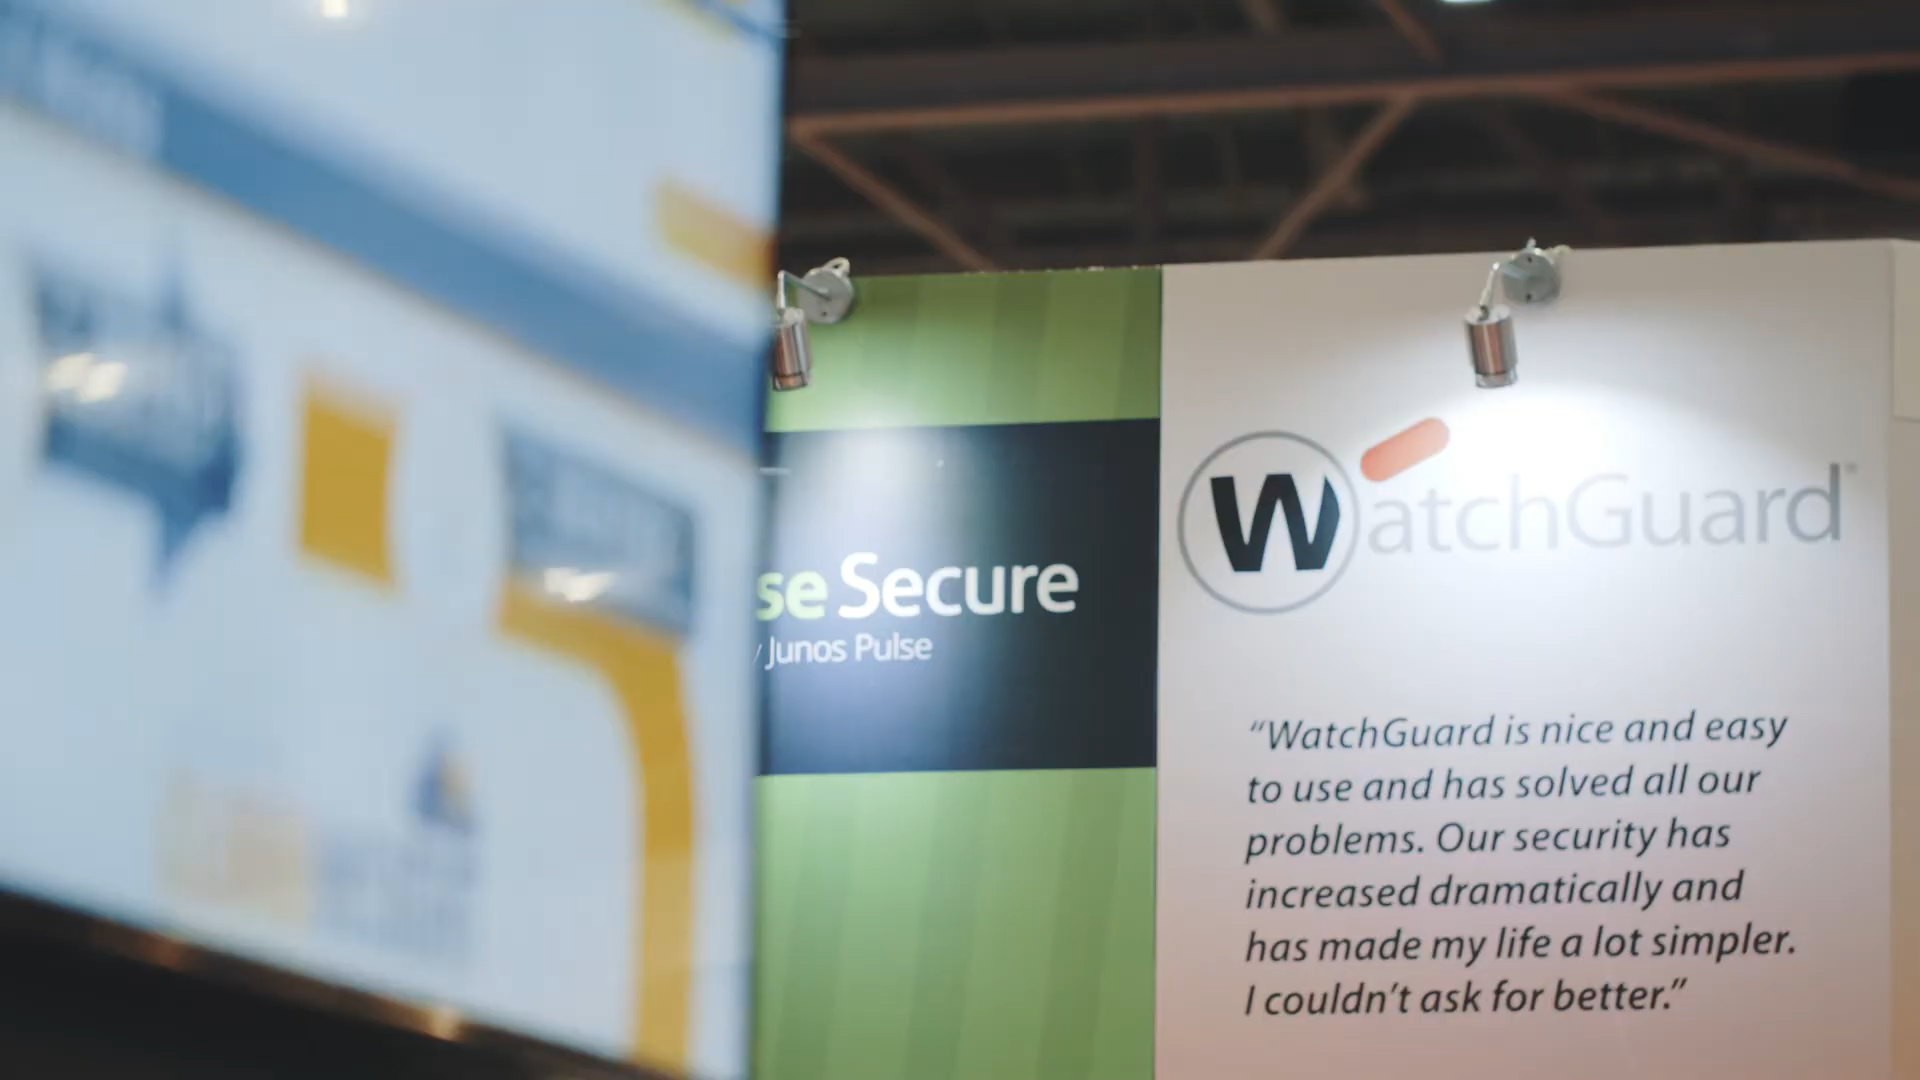 se Secure
Junos Pulse
WatchGuard
“WatchGuard is nice and easy
to use and has solved all our
problems. Our security has
increased dramatically and
has made my life a lot simpler.
I couldn’t ask for better.”